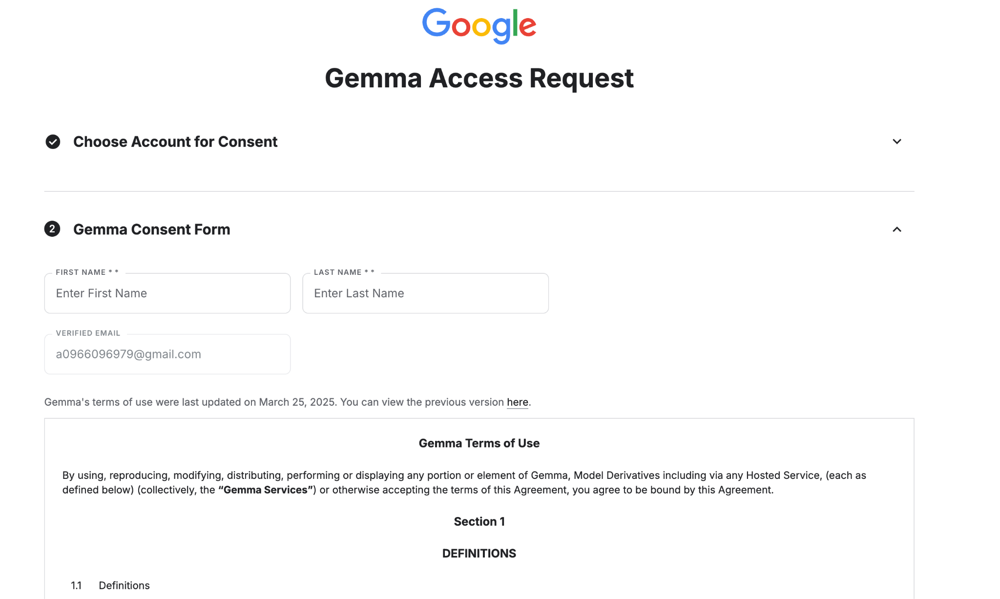 Google
Gemma Access Request
Choose Account for Consent
2 Gemma Consent Form
FIRST NAME * *
Enter First Name
LAST NAME * *
Enter Last Name
VERIFIED EMAIL
a0966096979@gmail.com
Gemma's terms of use were last updated on March 25, 2025. You can view the previous version here.
Gemma Terms of Use
By using, reproducing, modifying, distributing, performing or displaying any portion or element of Gemma, Model Derivatives including via any Hosted Service, (each as
defined below) (collectively, the “Gemma Services”) or otherwise accepting the terms of this Agreement, you agree to be bound by this Agreement.
Section 1
DEFINITIONS
1.1 Definitions